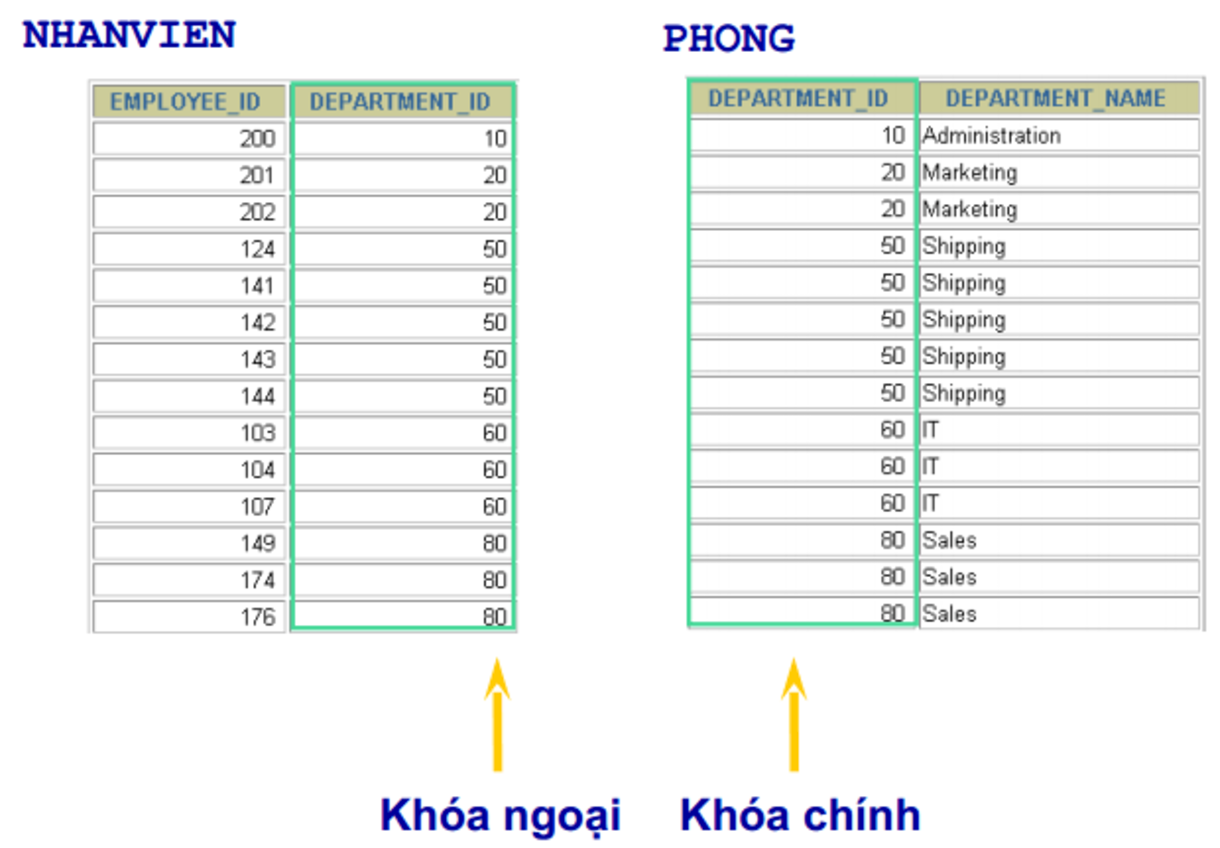 NHANVIEN
EMPLOYEE_ID DEPARTMENT_ID
200 10
201 20
202 20
124 50
141 50
142 50
143 50
144 50
103 60
104 60
107 60
149 80
174 80
176 80
Khóa ngoại
PHONG
DEPARTMENT_ID DEPARTMENT_NAME
10 Administration
20 Marketing
20 Marketing
50 Shipping
50 Shipping
50 Shipping
50 Shipping
50 Shipping
60 IT
60 IT
60 IT
80 Sales
80 Sales
80 Sales
Khóa chính